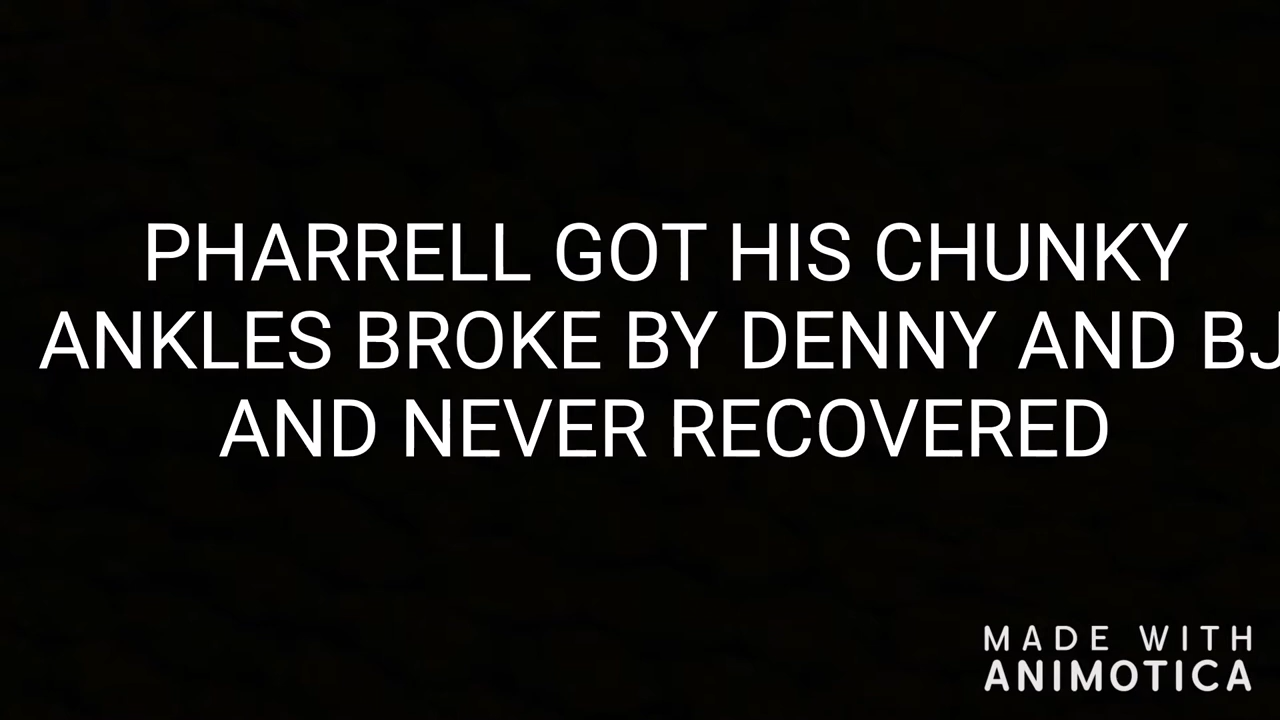 PHARRELL GOT HIS CHUNKY
ANKLES BROKE BY DENNY AND BJ
AND NEVER RECOVERED
MADE WITH
ANIMOTICA